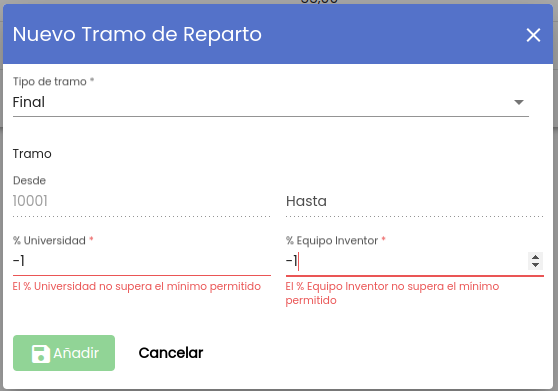 Nuevo Tramo de Reparto
Tipo de tramo *
Final
Tramo
Desde
10001
Hasta
% Universidad *
-1
El % Universidad no supera el mínimo permitido
% Equipo Inventor *
-1
El % Equipo Inventor no supera el mínimo
permitido
Añadir
Cancelar